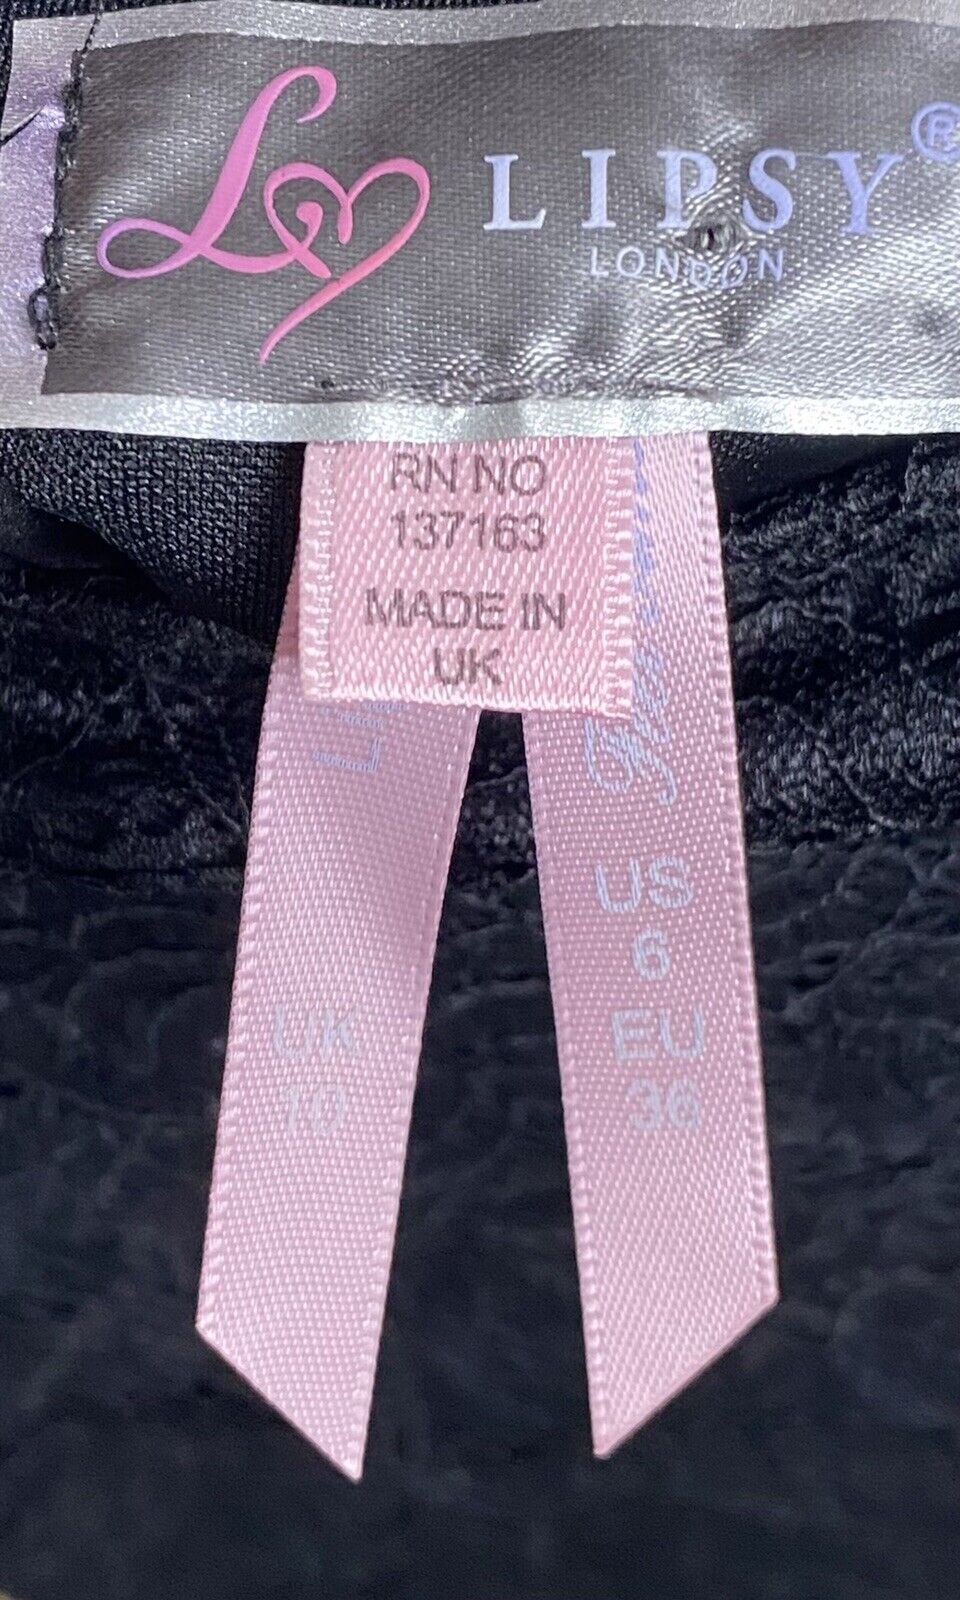 L LIPSY®
LONDON
RN NO
137163
MADE IN
UK
UK
10
US
6
EU
36